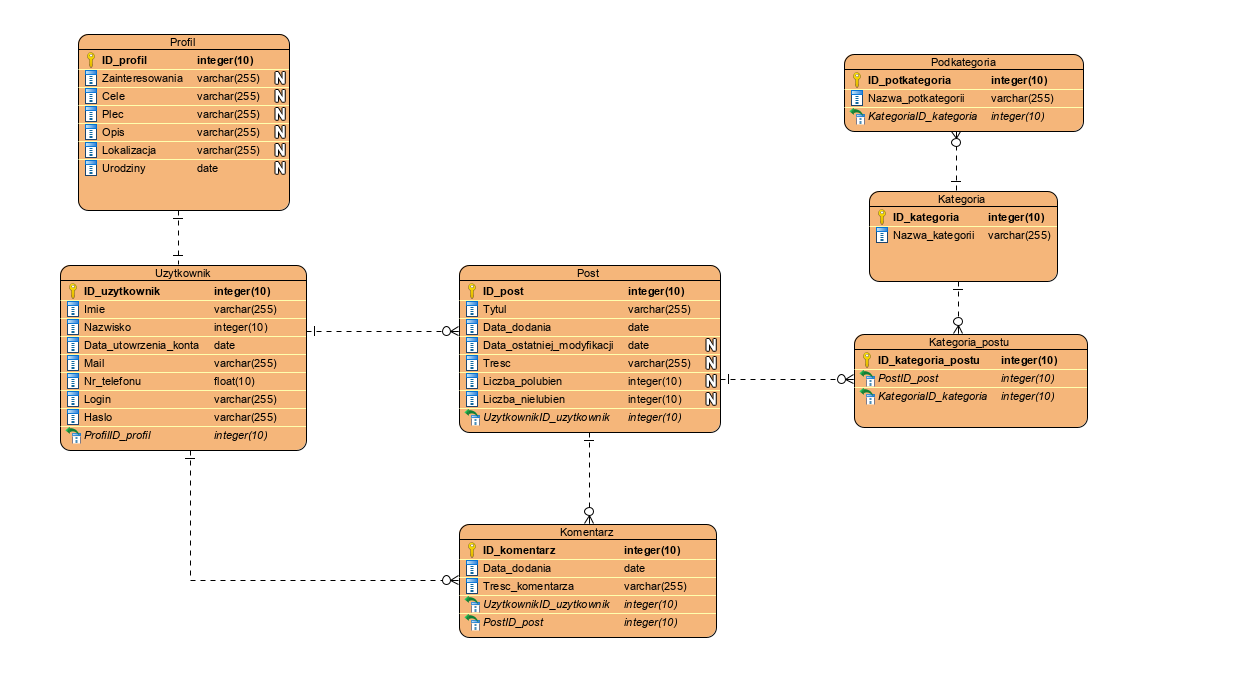 Profil
ID_profil integer(10)
Zainteresowania varchar(255) N
Cele varchar(255) N
Plec varchar(255) N
Opis varchar(255) N
Lokalizacja varchar(255) N
Urodziny date N
Uzytkownik
ID_uzytkownik integer(10)
Imie varchar(255)
Nazwisko integer(10)
Data_utowrzenia_konta date
Mail varchar(255)
Nr_telefonu float(10)
Login varchar(255)
Haslo varchar(255)
ProfilID_profil integer(10)
Post
ID_post integer(10)
Tytul varchar(255)
Data_dodania date
Data_ostatniej_modyfikacji date N
Tresc varchar(255) N
Liczba_polubien integer(10) N
Liczba_nielubien integer(10) N
UzytkownikID_uzytkownik integer(10)
Komentarz
ID_komentarz integer(10)
Data_dodania date
Tresc_komentarza varchar(255)
UzytkownikID_uzytkownik integer(10)
PostID_post integer(10)
Podkategoria
ID_potkategoria integer(10)
Nazwa_potkategorii varchar(255)
KategoriaID_kategoria integer(10)
Kategoria
ID_kategoria integer(10)
Nazwa_kategorii varchar(255)
Kategoria_postu
ID_kategoria_postu integer(10)
PostID_post integer(10)
KategoriaID_kategoria integer(10)